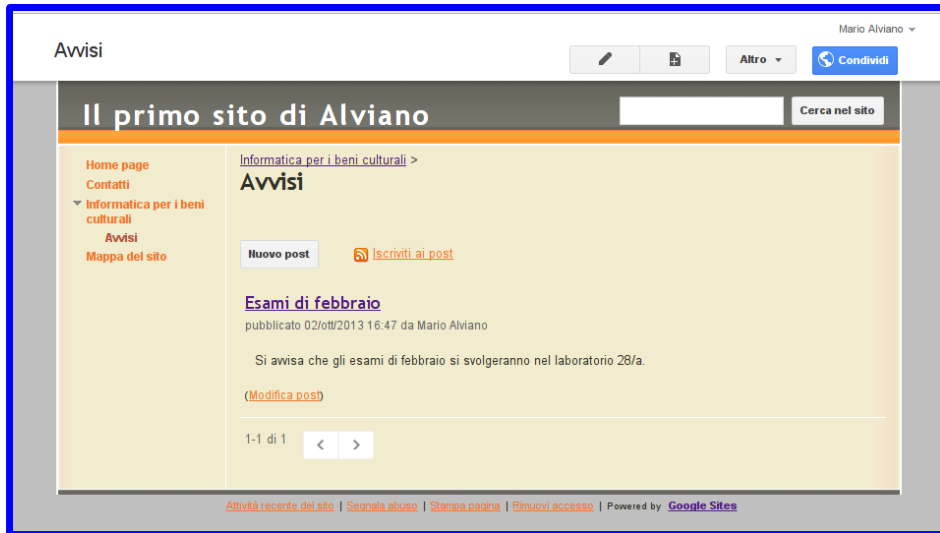 Mario Alviano
Avvisi
Altro
Condividi
Il primo sito di Alviano
Cerca nel sito
Home page
Contatti
Informatica per i beni
culturali
Avvisi
Mappa del sito
Informatica per i beni culturali >
Avvisi
Nuovo post
Iscriviti ai post
Esami di febbraio
pubblicato 02/ott/2013 16:47 da Mario Alviano
Si avvisa che gli esami di febbraio si svolgeranno nel laboratorio 28/a.
(Modifica post)
1-1 di 1
Attività recente del sito | Segnala abuso | Stampa pagina | Rimuovi accesso | Powered by Google Sites